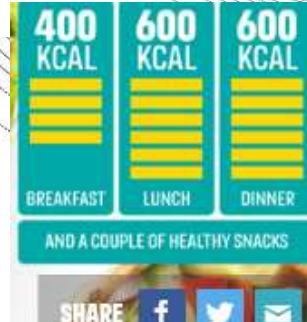 400 600 600
KCAL KCAL KCAL
BREAKFAST LUNCH DINNER
AND A COUPLE OF HEALTHY SNACKS
SHARE